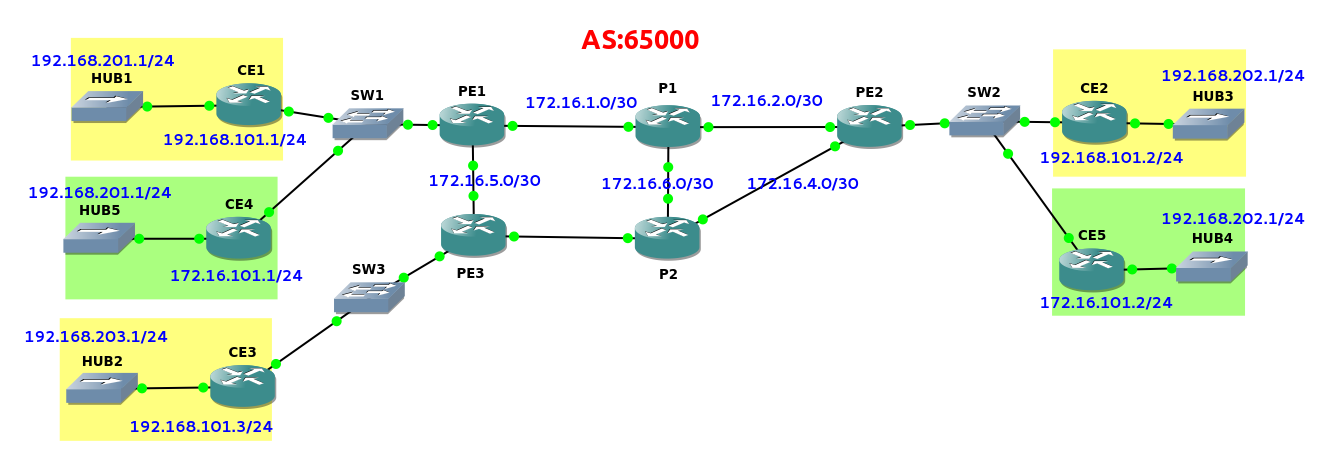 AS:65000
192.168.201.1/24
HUB1
CE1
192.168.101.1/24
SW1
PE1
172.16.1.0/30
P1
172.16.2.0/30
PE2
SW2
CE2
192.168.202.1/24
HUB3
192.168.101.2/24
192.168.201.1/24
HUB5
CE4
172.16.101.1/24
172.16.5.0/30
172.16.6.0/30
172.16.4.0/30
192.168.202.1/24
CE5
HUB4
172.16.101.2/24
SW3
PE3
P2
192.168.203.1/24
HUB2
CE3
192.168.101.3/24